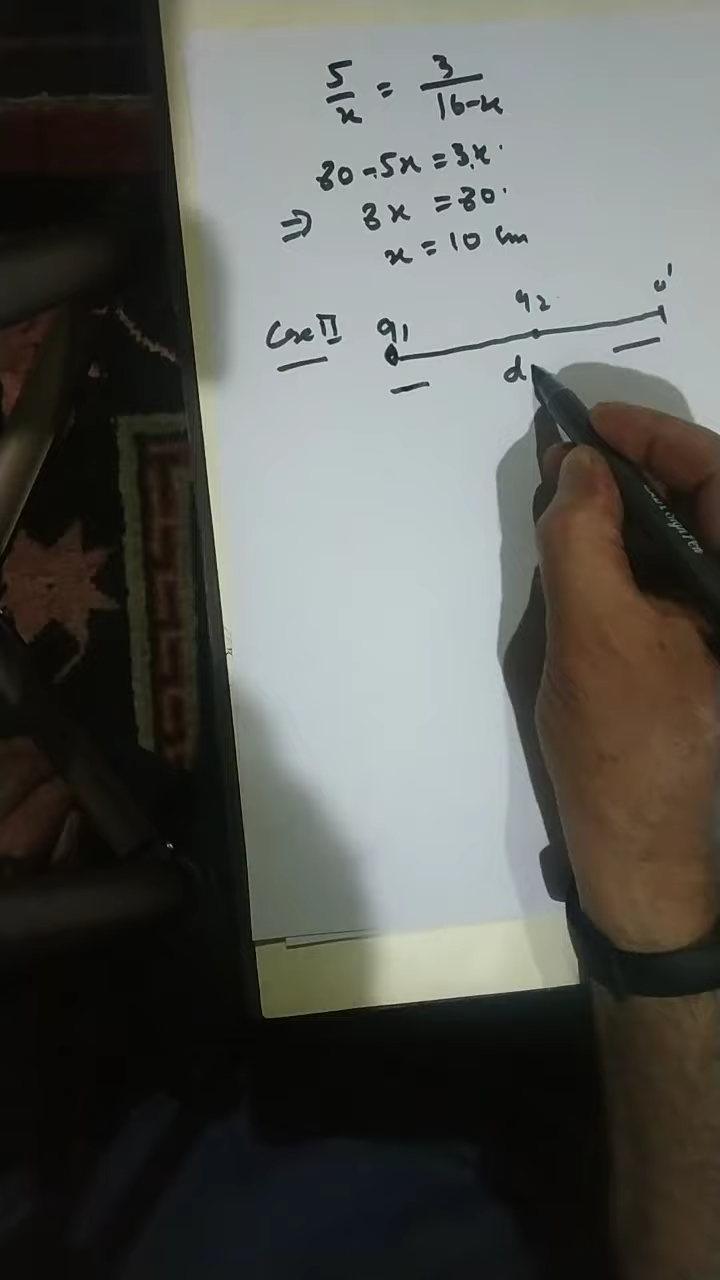 5/x = 3/16-x
80-5x=3x.
⇒ 8x = 80.
x = 10 cm
Case II q1 q2 o'
d